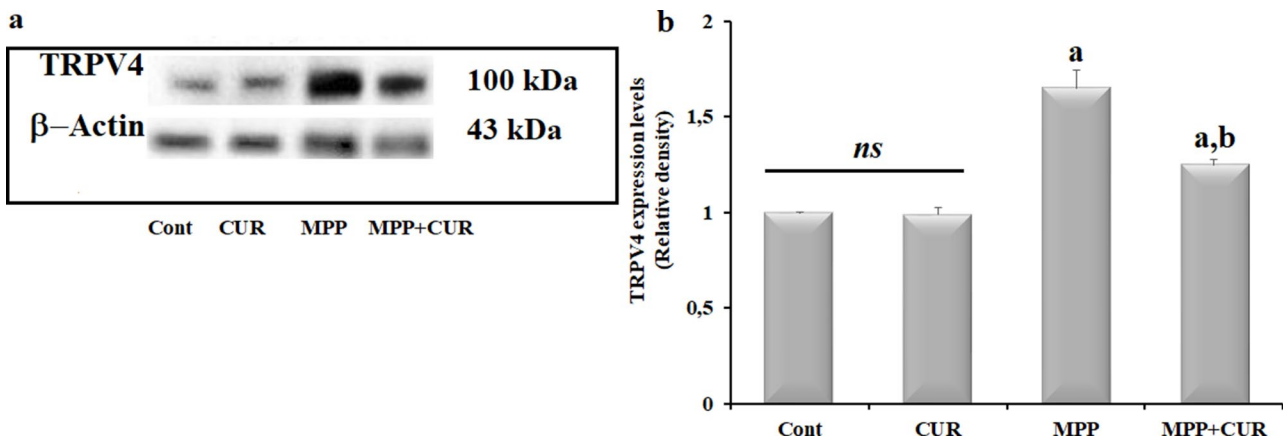 a
TRPV4
100 kDa
β–Actin
43 kDa
Cont CUR MPP MPP+CUR
b
TRPV4 expression levels
(Relative density)
2
1,5
1
0,5
0
ns
a
a,b
Cont CUR MPP MPP+CUR